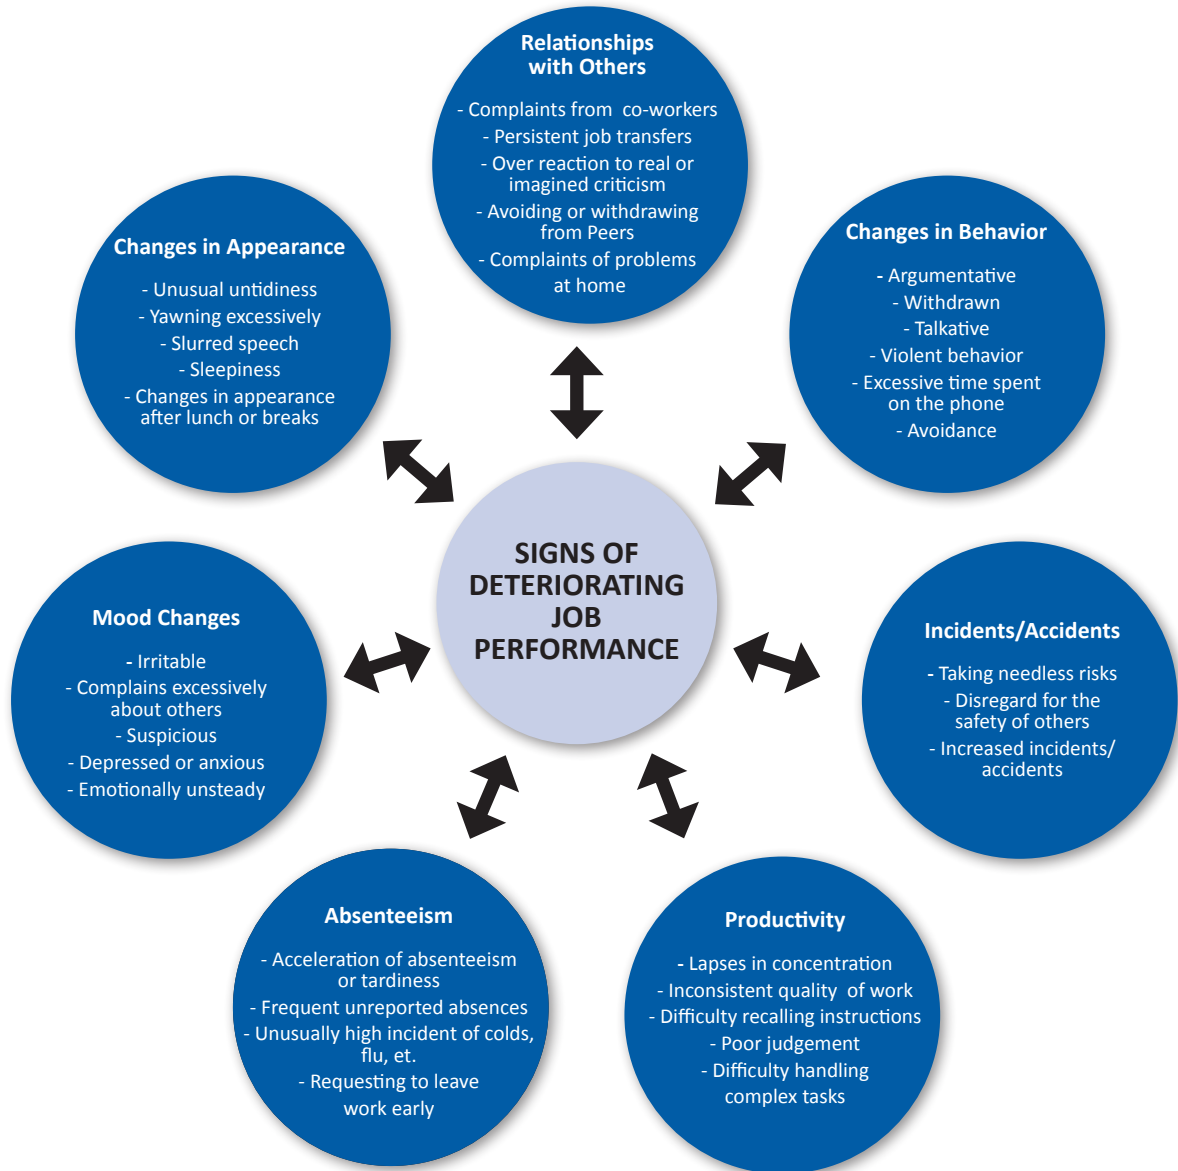 Relationships
with Others
- Complaints from co-workers
- Persistent job transfers
- Over reaction to real or
imagined criticism
- Avoiding or withdrawing
from Peers
- Complaints of problems
at home
Changes in Appearance
- Unusual untidiness
- Yawning excessively
- Slurred speech
- Sleepiness
- Changes in appearance
after lunch or breaks
Changes in Behavior
- Argumentative
- Withdrawn
- Talkative
- Violent behavior
- Excessive time spent
on the phone
- Avoidance
SIGNS OF
DETERIORATING
JOB
PERFORMANCE
Mood Changes
- Irritable
- Complains excessively
about others
- Suspicious
- Depressed or anxious
- Emotionally unsteady
Incidents/Accidents
- Taking needless risks
- Disregard for the
safety of others
- Increased incidents/
accidents
Absenteeism
- Acceleration of absenteeism
or tardiness
- Frequent unreported absences
- Unusually high incident of colds,
flu, et.
- Requesting to leave
work early
Productivity
- Lapses in concentration
- Inconsistent quality of work
- Difficulty recalling instructions
- Poor judgement
- Difficulty handling
complex tasks